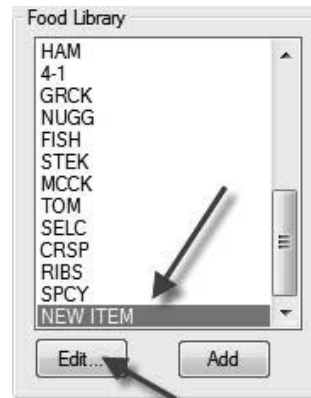 Food Library
HAM
4-1
GRCK
NUGG
FISH
STEK
MCCK
TOM
SELC
CRSP
RIBS
SPCY
NEW ITEM
Edit... Add